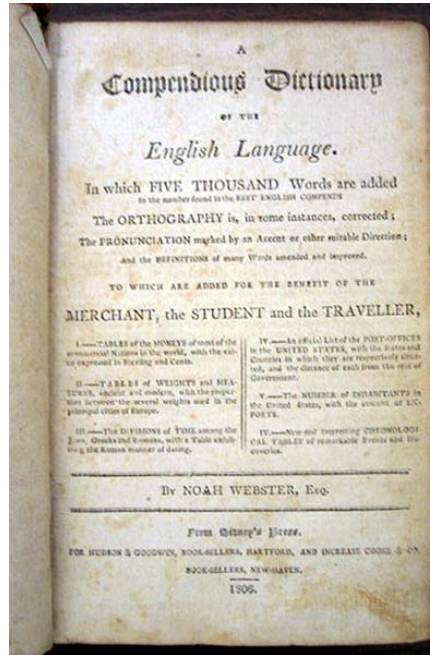 A
Compendious Dictionary
OF THE
English Language.
In which FIVE THOUSAND Words are added
to the number found in the BEST ENGLISH COMPENDS
The ORTHOGRAPHY is, in some instances, corrected;
The PRONUNCIATION marked by an Accent or other suitable Direction;
And the DEFINITIONS of many Words amended and improved.
TO WHICH ARE ADDED FOR THE BENEFIT OF THE
MERCHANT, the STUDENT and the TRAVELLER,
I.—TABLES of the MONEYS of most of the
commercial Nations in the world, with the val-
ue expressed in Sterling and Cents.
II.—TABLES of WEIGHTS and MEA-
SURES, ancient and modern, with the propor-
tion between the several weights used in the
principal cities of Europe.
III.—The DIVISIONS of TIME among the
Jews, Greeks and Romans, with a Table exhib-
iting the Roman manner of dating.
IV.—An official List of the POST-OFFICES
in the UNITED STATES, with the States and
Counties in which they are respectively situat-
ed, and the distance of each from the seat of
Government.
V.—The NUMBER of INHABITANTS in
the United States, with the amount of EX-
PORTS.
IV.—New and interesting CHRONOLOGI-
CAL TABLES of remarkable Events and Dis-
coveries.
By NOAH WEBSTER, Esq.
From Sidney's Press.
FOR HUDSON & GOODWIN, BOOK-SELLERS, HARTFORD, AND INCREASE COOKE & CO.
BOOK-SELLERS, NEW-HAVEN.
1806.